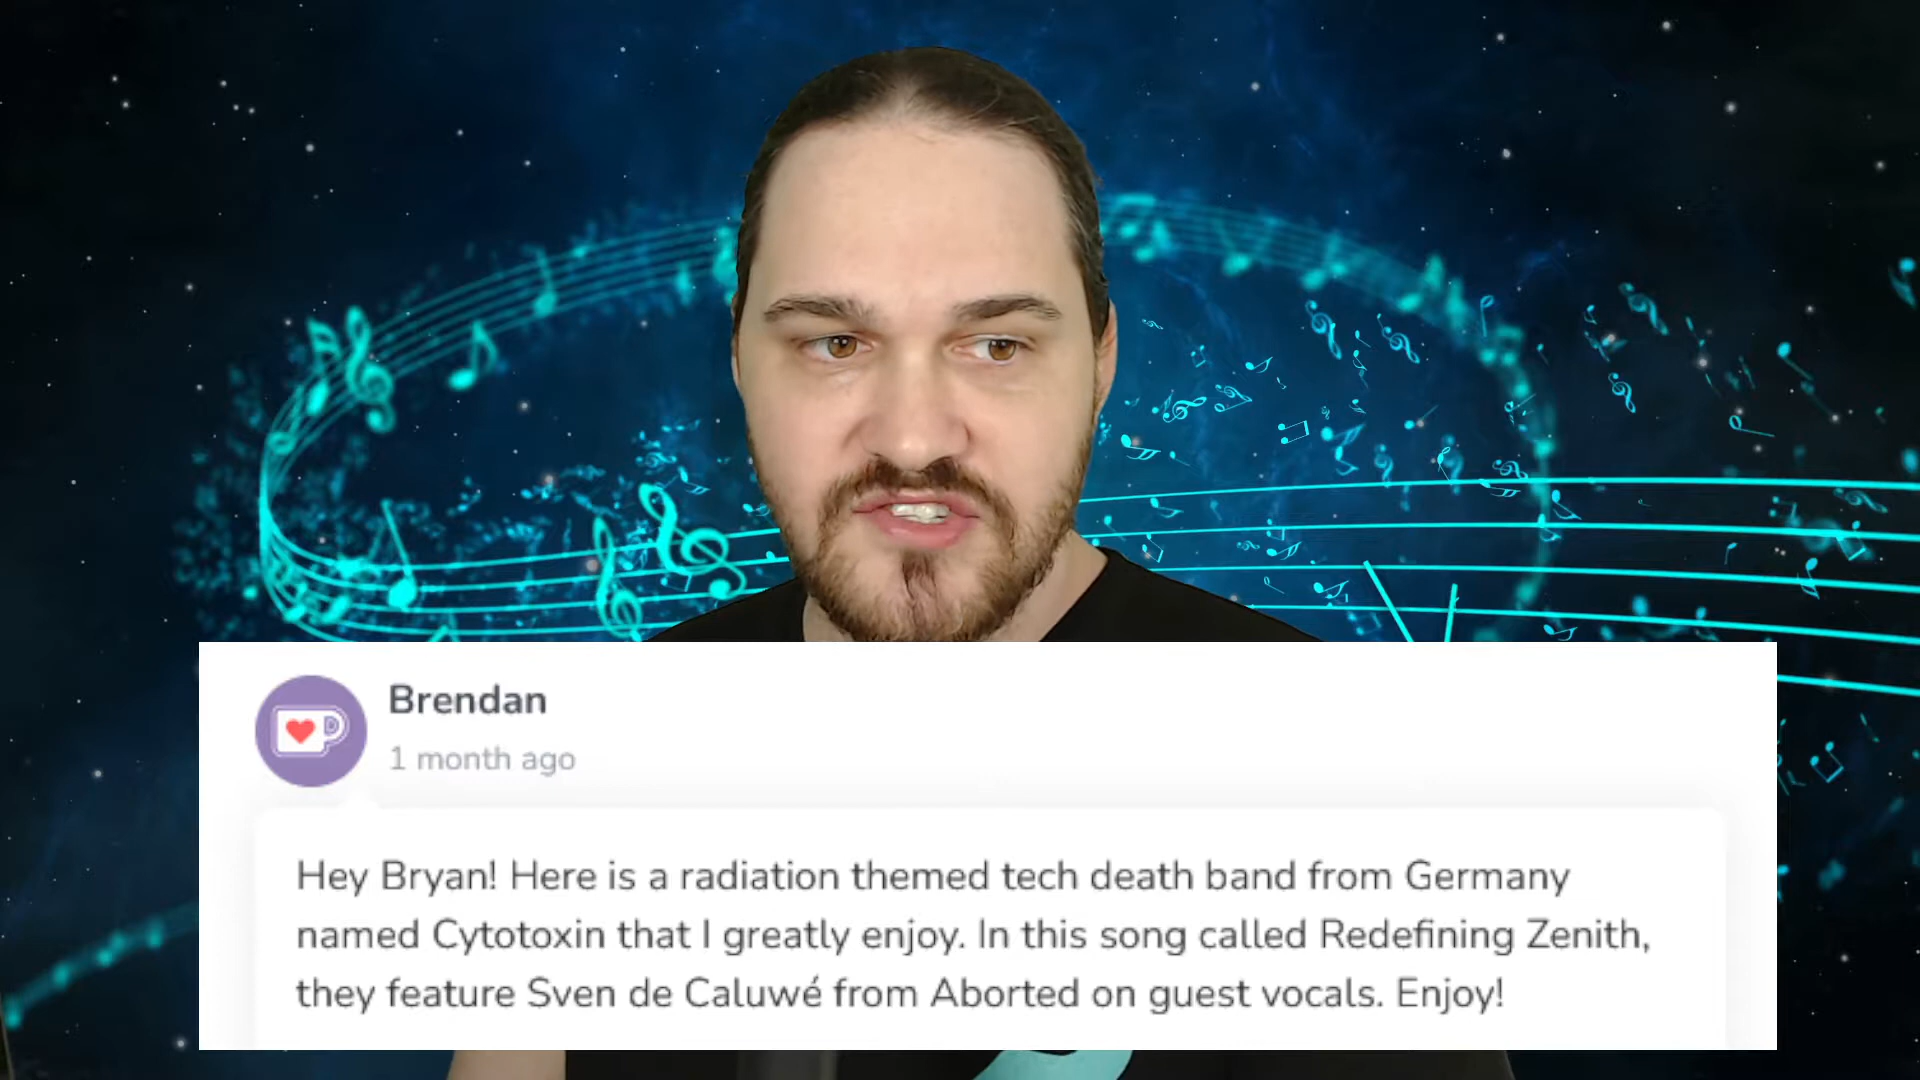 Brendan
1 month ago
Hey Bryan! Here is a radiation themed tech death band from Germany
named Cytotoxin that I greatly enjoy. In this song called Redefining Zenith,
they feature Sven de Caluwé from Aborted on guest vocals. Enjoy!